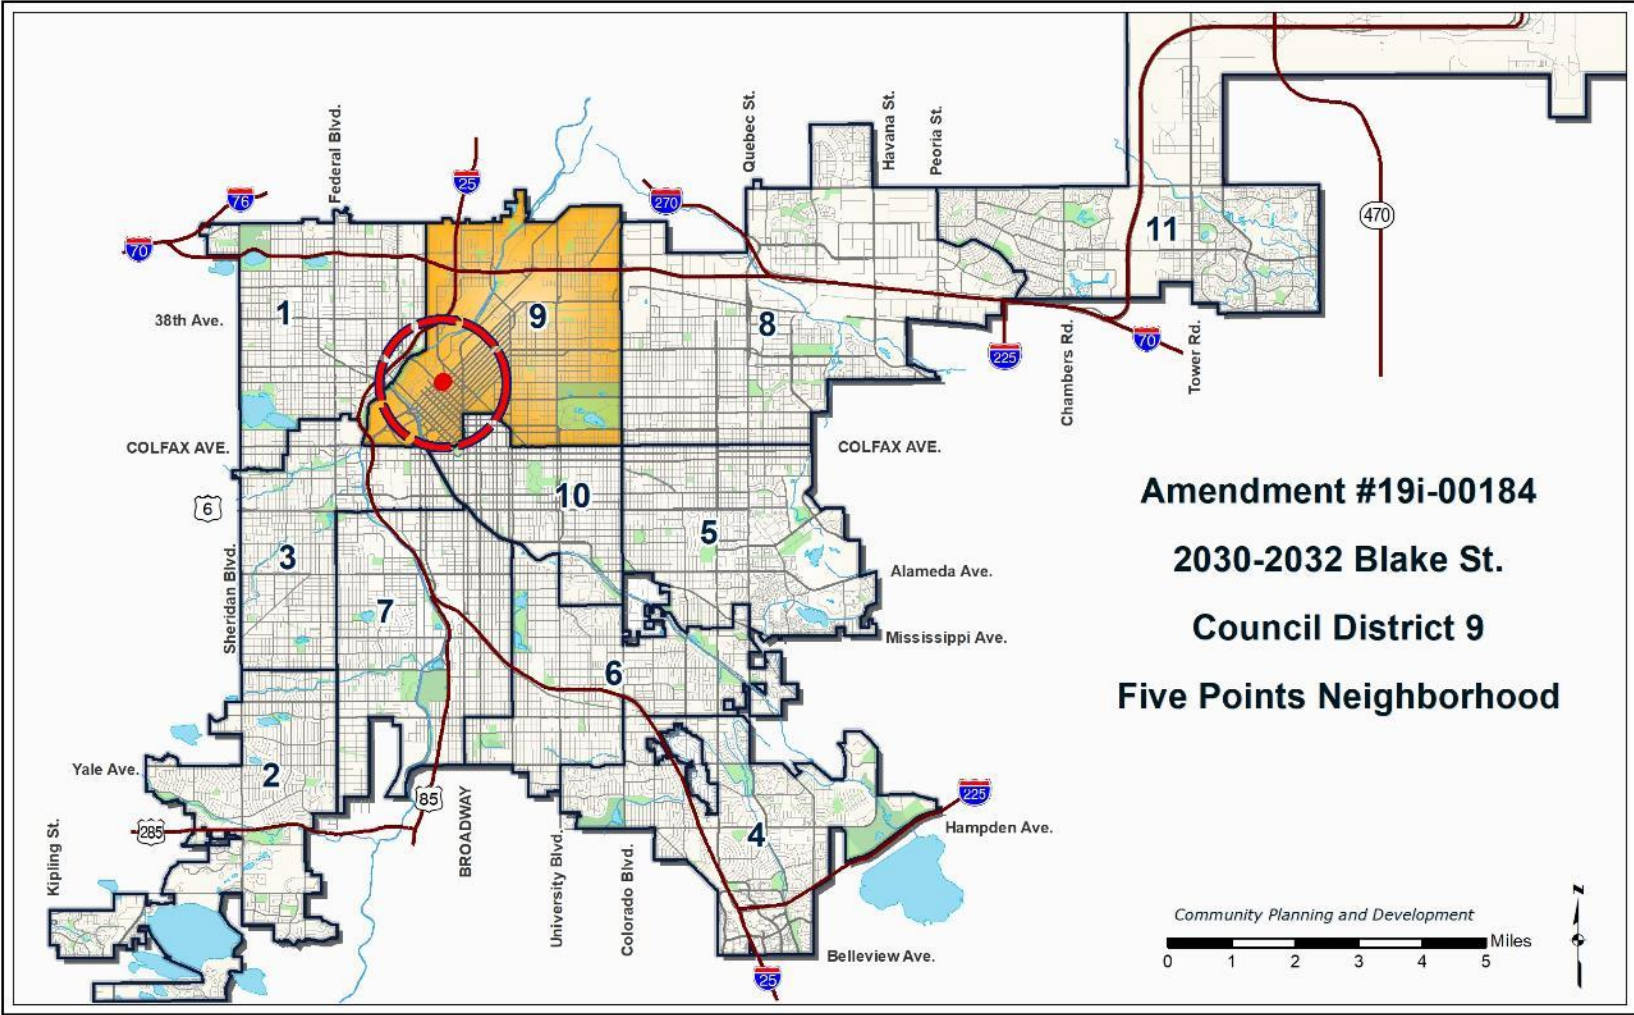 Federal Blvd.
Quebec St.
Havana St.
Peoria St.
76
25
270
70
470
11
1
9
8
38th Ave.
225
70
Chambers Rd.
Tower Rd.
COLFAX AVE.
COLFAX AVE.
6
10
5
3
Sheridan Blvd.
7
Alameda Ave.
Mississippi Ave.
6
Amendment #19i-00184
2030-2032 Blake St.
Council District 9
Five Points Neighborhood
Yale Ave.
2
85
285
BROADWAY
225
Hampden Ave.
4
Kipling St.
University Blvd.
Colorado Blvd.
Belleview Ave.
25
Community Planning and Development
Miles
0 1 2 3 4 5
N